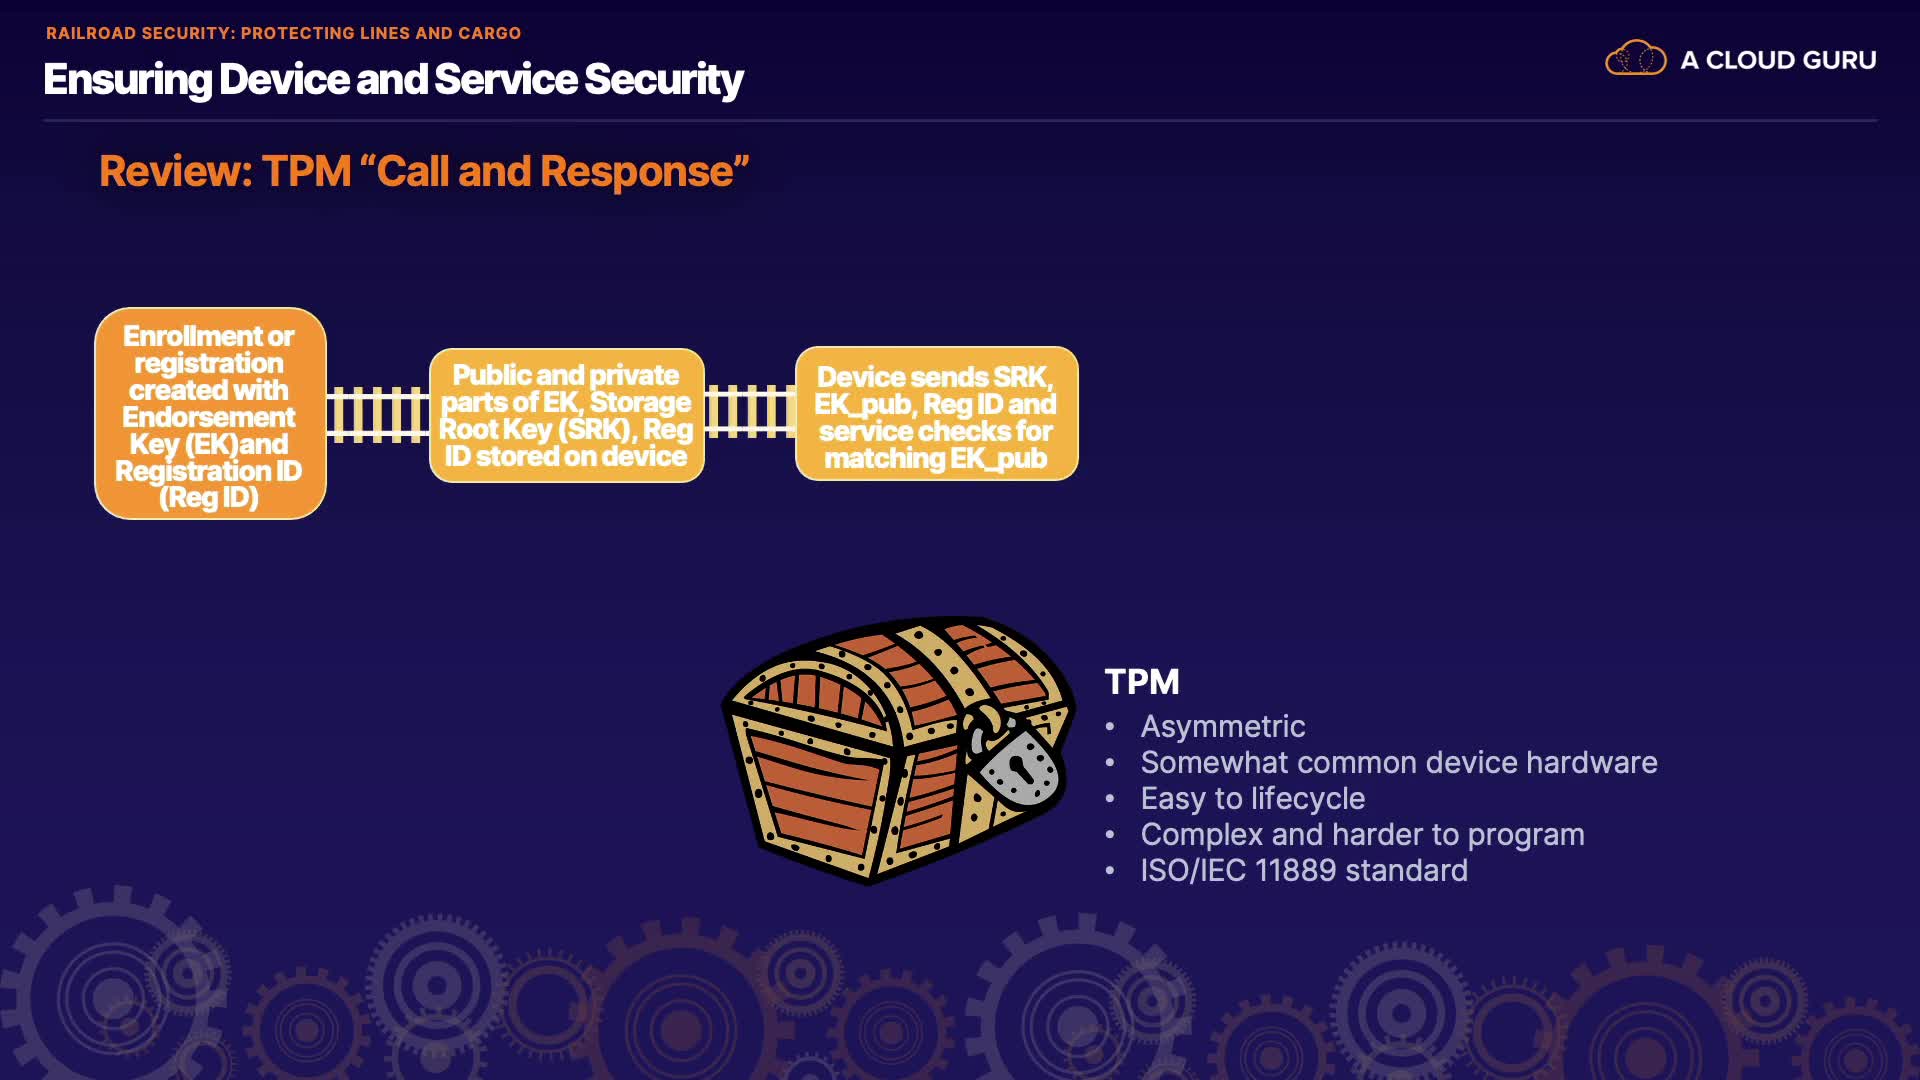 RAILROAD SECURITY: PROTECTING LINES AND CARGO
Ensuring Device and Service Security
A CLOUD GURU
Review: TPM “Call and Response”
Enrollment or
registration
created with
Endorsement
Key (EK)and
Registration ID
(Reg ID)
Public and private
parts of EK, Storage
Root Key (SRK), Reg
ID stored on device
Device sends SRK,
EK_pub, Reg ID and
service checks for
matching EK_pub
TPM
• Asymmetric
• Somewhat common device hardware
• Easy to lifecycle
• Complex and harder to program
• ISO/IEC 11889 standard